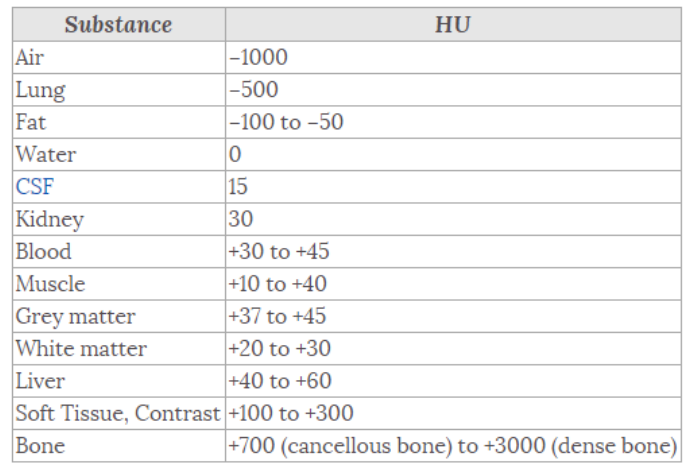 Substance HU
Air –1000
Lung –500
Fat –100 to –50
Water 0
CSF 15
Kidney 30
Blood +30 to +45
Muscle +10 to +40
Grey matter +37 to +45
White matter +20 to +30
Liver +40 to +60
Soft Tissue, Contrast +100 to +300
Bone +700 (cancellous bone) to +3000 (dense bone)